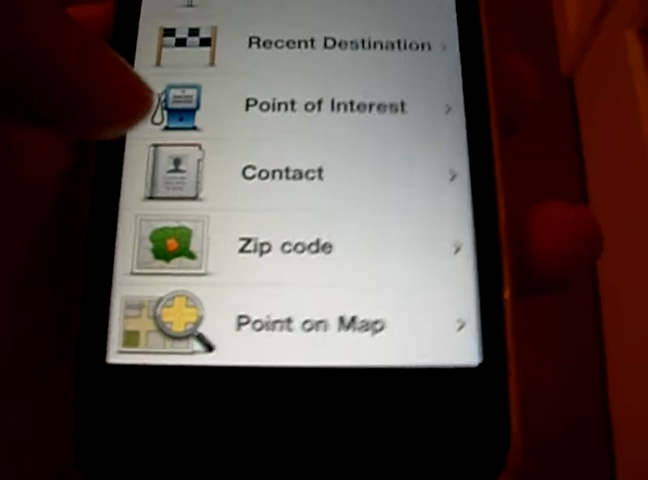 Recent Destination
Point of Interest
Contact
Zip code
Point on Map